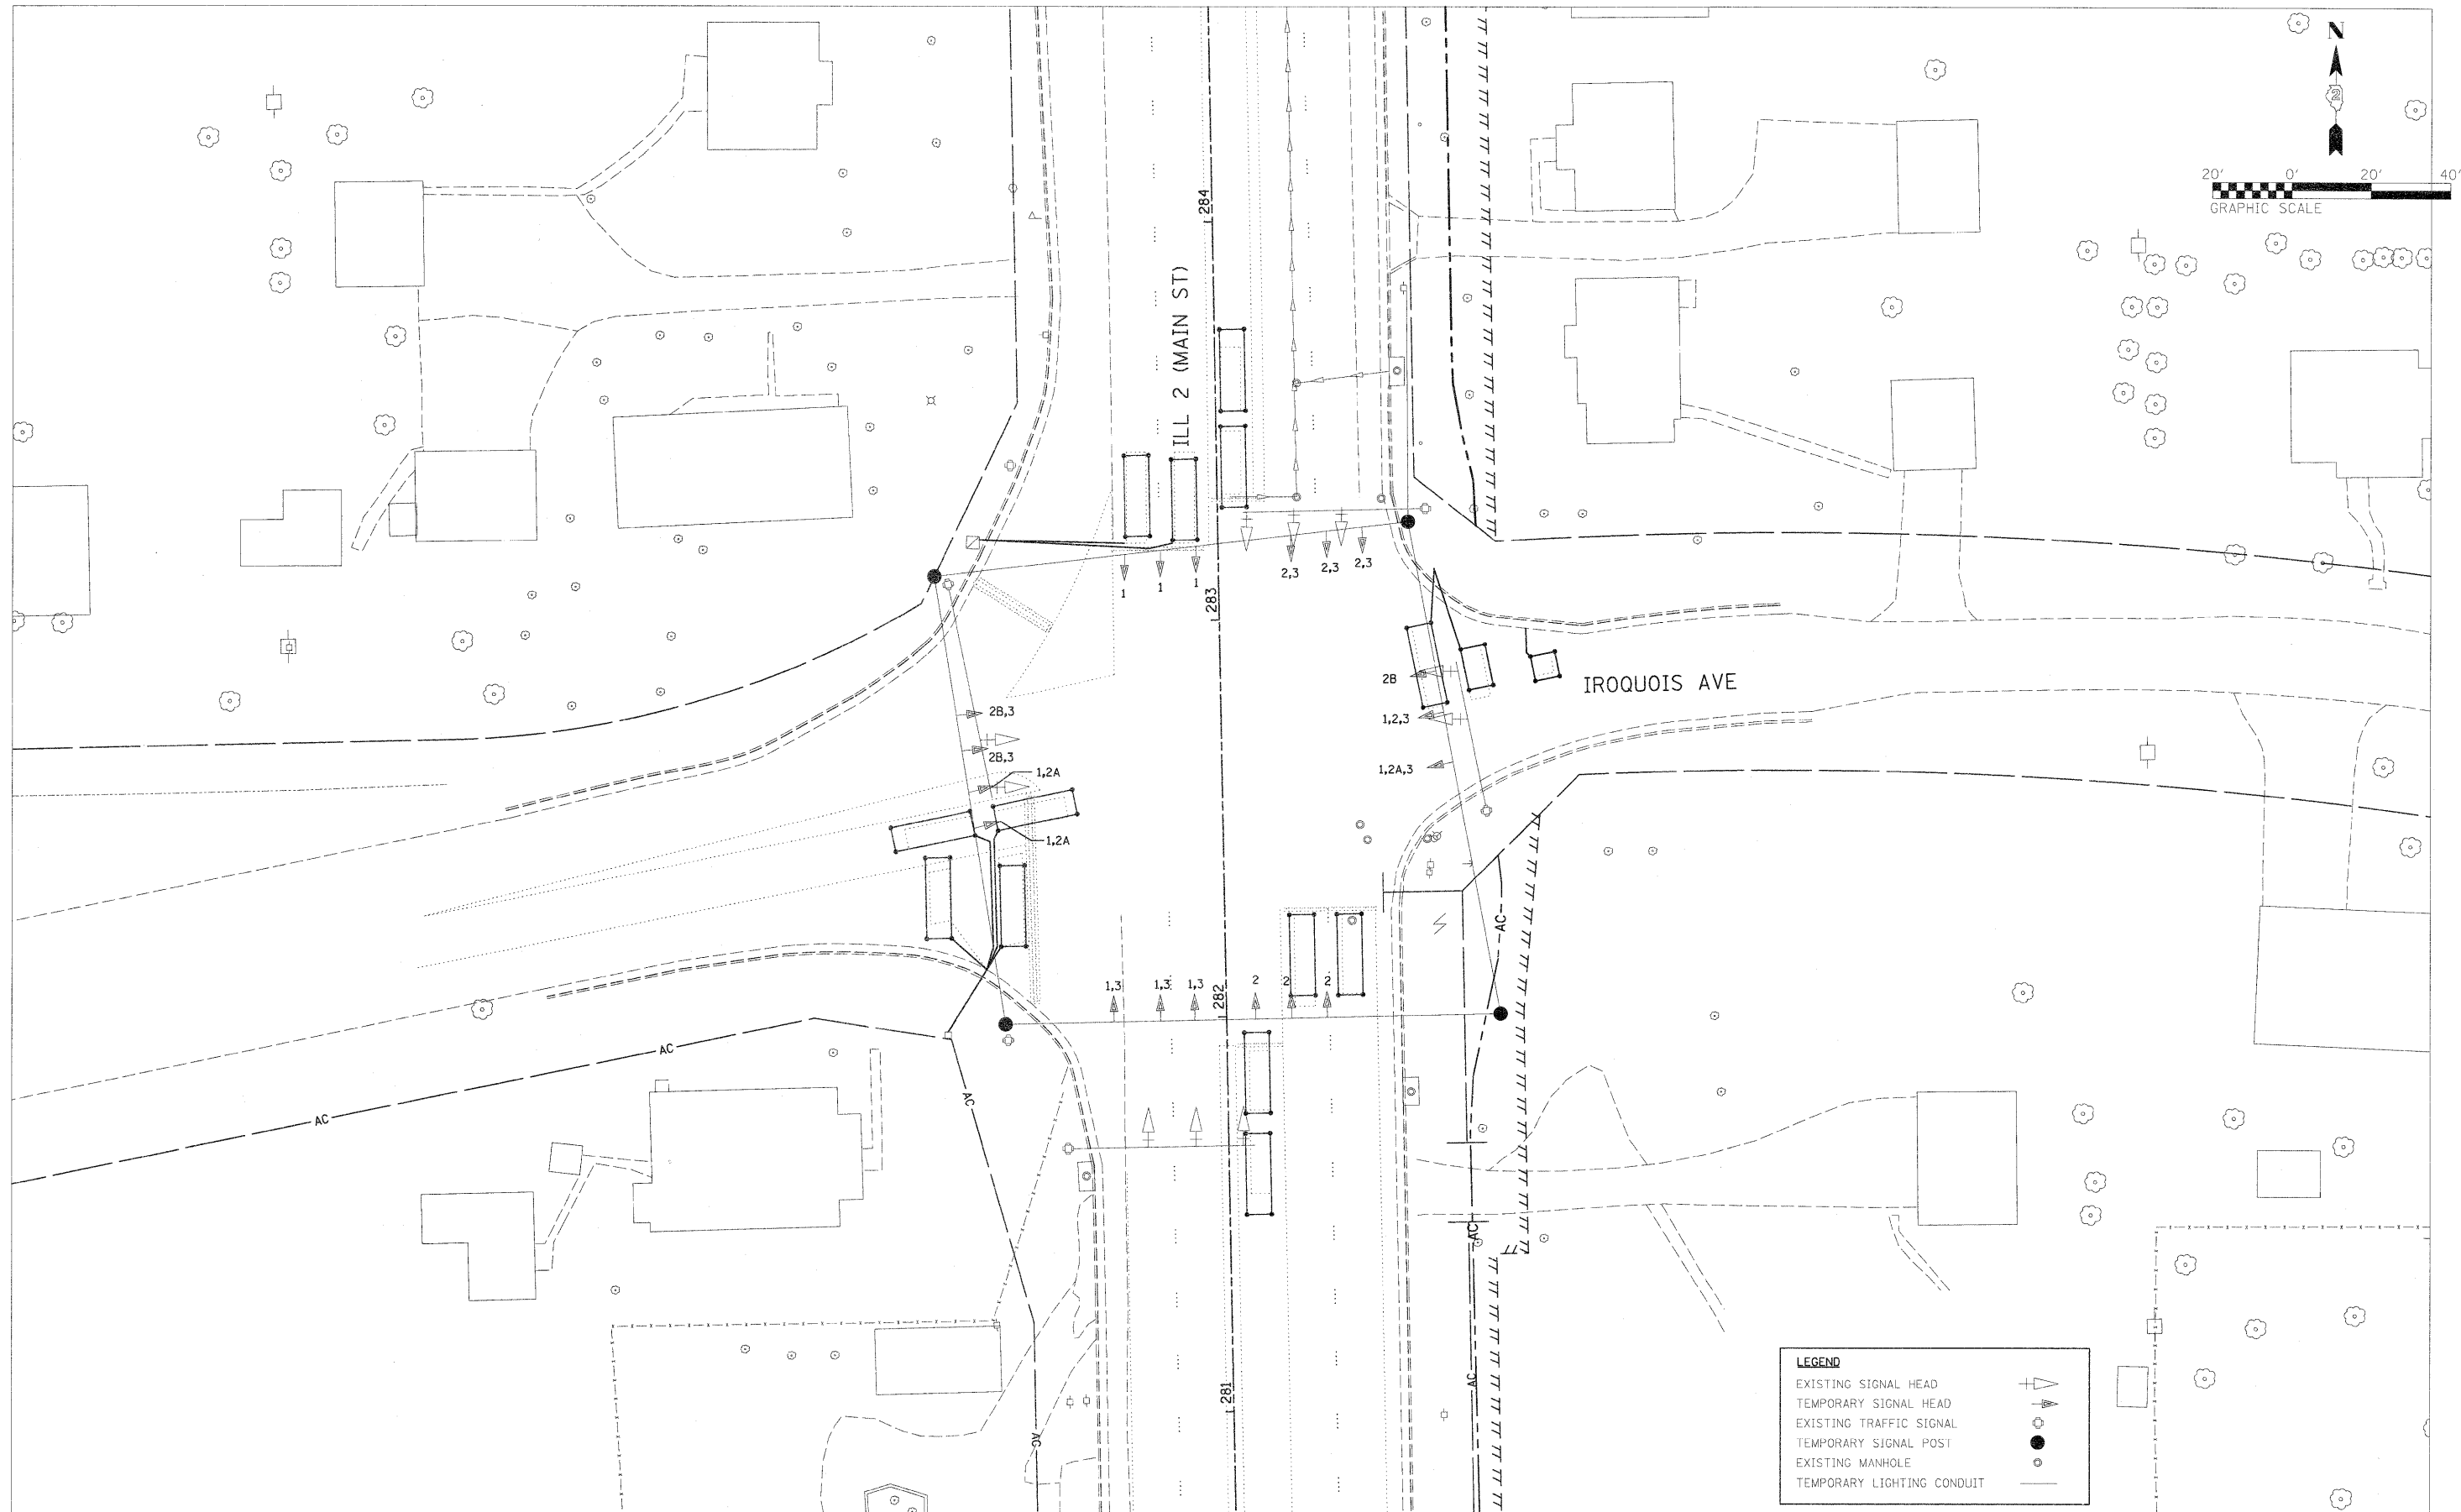 N
2
20' 0' 20' 40'
GRAPHIC SCALE
284
ILL 2 (MAIN ST)
283
1
1
1
2,3
2,3
2,3
2B
IROQUOIS AVE
1,2,3
1,2A,3
2B,3
2B,3
1,2A
1,2A
AC
1,3
1,3
1,3
282
2
2
2
AC
AC
AC
AC
AC
AC
281
LEGEND
EXISTING SIGNAL HEAD
TEMPORARY SIGNAL HEAD
EXISTING TRAFFIC SIGNAL
TEMPORARY SIGNAL POST
EXISTING MANHOLE
TEMPORARY LIGHTING CONDUIT